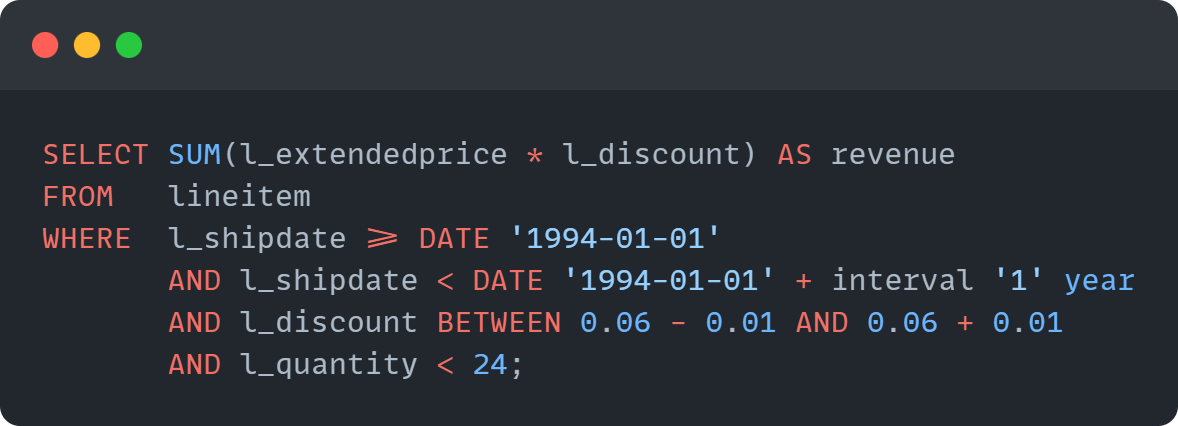 SELECT SUM(l_extendedprice * l_discount) AS revenue
FROM   lineitem
WHERE  l_shipdate >= DATE '1994-01-01'
       AND l_shipdate < DATE '1994-01-01' + interval '1' year
       AND l_discount BETWEEN 0.06 - 0.01 AND 0.06 + 0.01
       AND l_quantity < 24;